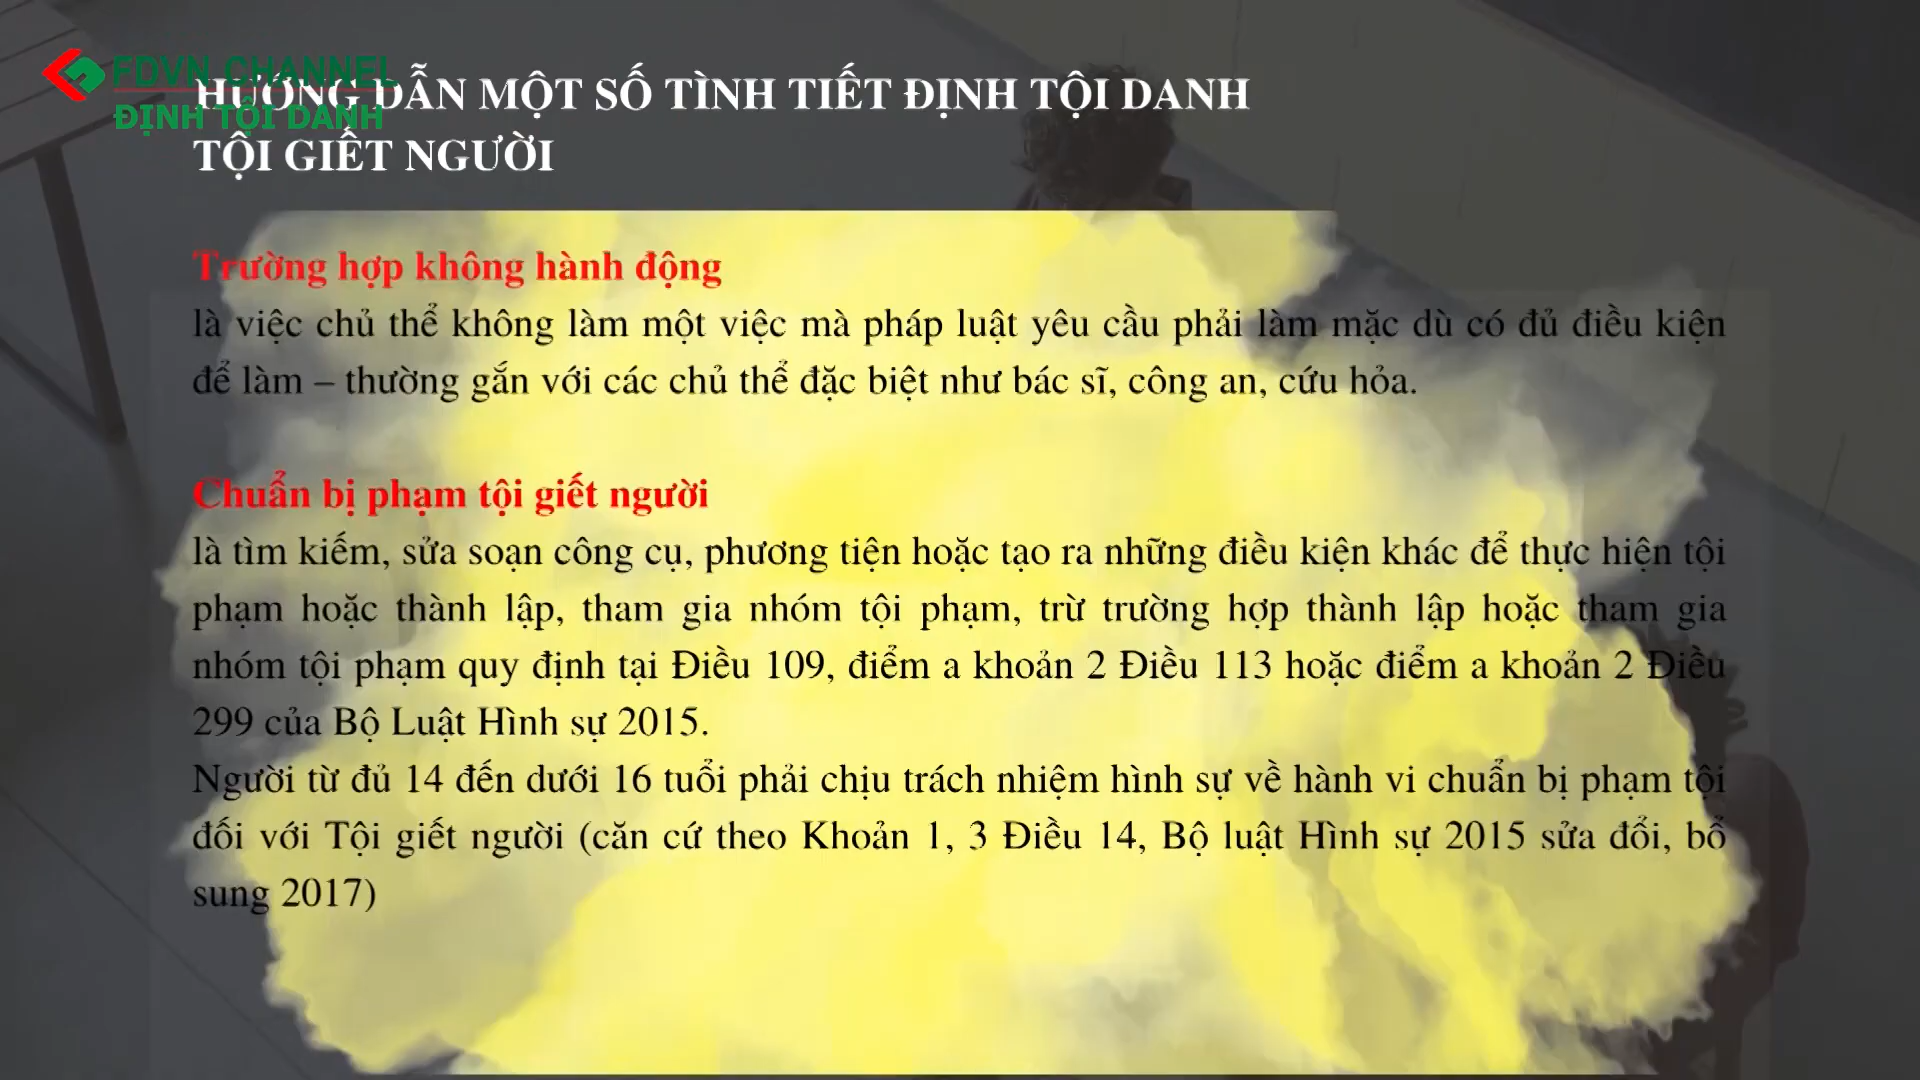 FDVN CHANNEL
ĐỊNH TỘI DANH
HƯỚNG DẪN MỘT SỐ TÌNH TIẾT ĐỊNH TỘI DANH
TỘI GIẾT NGƯỜI
Trường hợp không hành động
là việc chủ thể không làm một việc mà pháp luật yêu cầu phải làm mặc dù có đủ điều kiện
để làm – thường gắn với các chủ thể đặc biệt như bác sĩ, công an, cứu hỏa.
Chuẩn bị phạm tội giết người
là tìm kiếm, sửa soạn công cụ, phương tiện hoặc tạo ra những điều kiện khác để thực hiện tội
phạm hoặc thành lập, tham gia nhóm tội phạm, trừ trường hợp thành lập hoặc tham gia
nhóm tội phạm quy định tại Điều 109, điểm a khoản 2 Điều 113 hoặc điểm a khoản 2 Điều
299 của Bộ Luật Hình sự 2015.
Người từ đủ 14 đến dưới 16 tuổi phải chịu trách nhiệm hình sự về hành vi chuẩn bị phạm tội
đối với Tội giết người (căn cứ theo Khoản 1, 3 Điều 14, Bộ luật Hình sự 2015 sửa đổi, bổ
sung 2017)